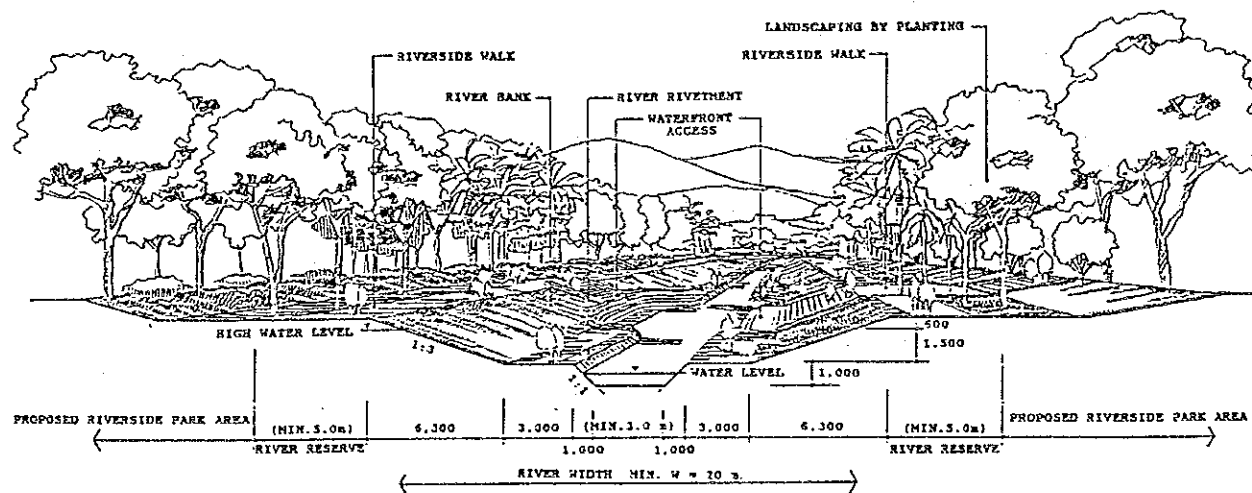 LANDSCAPING BY PLANTING
RIVERSIDE WALK
RIVERSIDE WALK
RIVER BANK
RIVER RIVETMENT
WATERFRONT
ACCESS
HIGH WATER LEVEL
1:3
.600
1.500
1:1
WATER LEVEL
1.000
PROPOSED RIVERSIDE PARK AREA
(MIN.5.0m)
6.300
3.000
(MIN.3.0 m)
3.000
6.300
(MIN.5.0m)
PROPOSED RIVERSIDE PARK AREA
RIVER RESERVE
1.000
1.000
RIVER RESERVE
RIVER WIDTH MIN. W = 20 m.